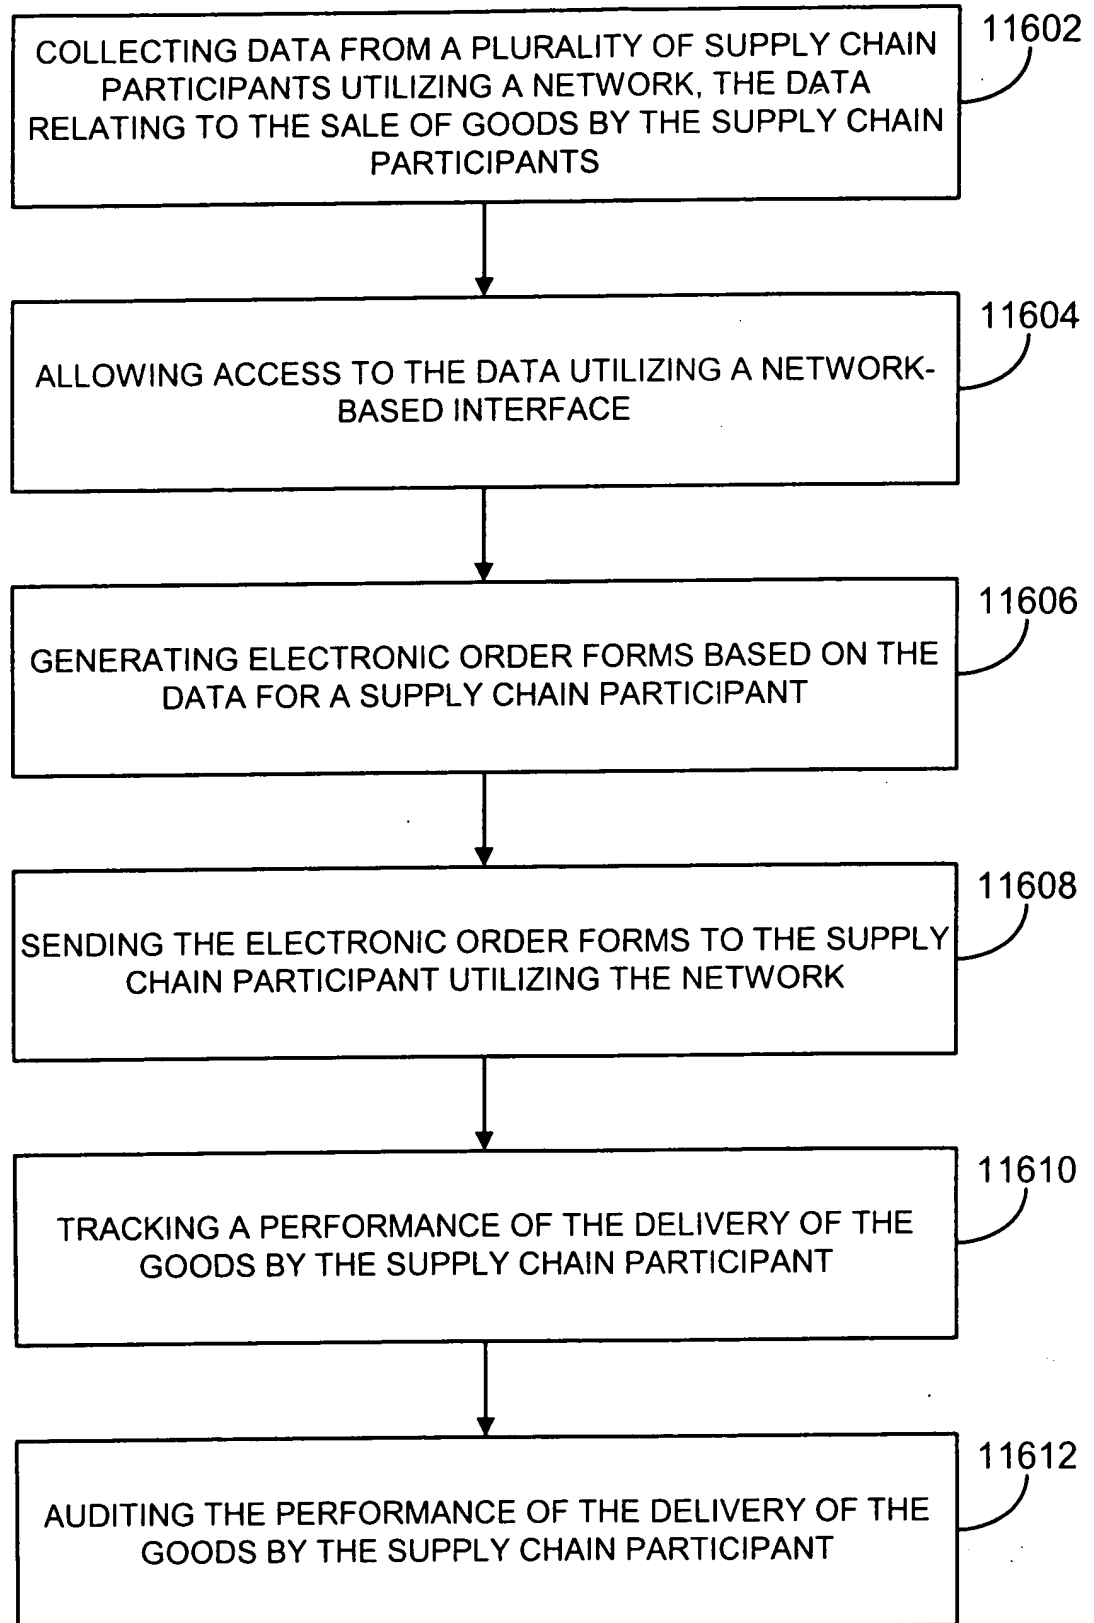 11602
COLLECTING DATA FROM A PLURALITY OF SUPPLY CHAIN
PARTICIPANTS UTILIZING A NETWORK, THE DATA
RELATING TO THE SALE OF GOODS BY THE SUPPLY CHAIN
PARTICIPANTS
11604
ALLOWING ACCESS TO THE DATA UTILIZING A NETWORK-
BASED INTERFACE
11606
GENERATING ELECTRONIC ORDER FORMS BASED ON THE
DATA FOR A SUPPLY CHAIN PARTICIPANT
11608
SENDING THE ELECTRONIC ORDER FORMS TO THE SUPPLY
CHAIN PARTICIPANT UTILIZING THE NETWORK
11610
TRACKING A PERFORMANCE OF THE DELIVERY OF THE
GOODS BY THE SUPPLY CHAIN PARTICIPANT
11612
AUDITING THE PERFORMANCE OF THE DELIVERY OF THE
GOODS BY THE SUPPLY CHAIN PARTICIPANT